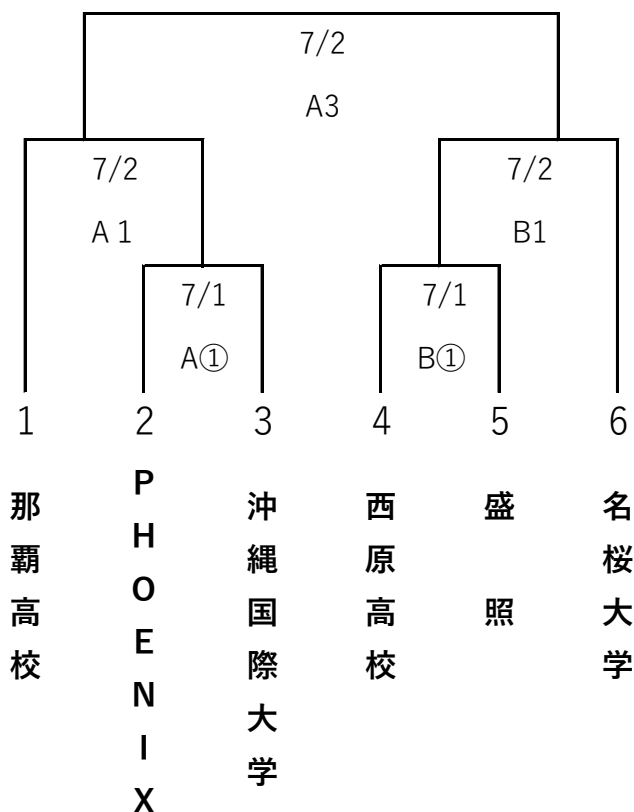 7/2
A3
7/2
7/2
A 1
B1
7/1
7/1
A①
B①
1
2
3
4
5
6
那覇高校
PHOENIX
沖縄国際大学
西原高校
盛照
名桜大学